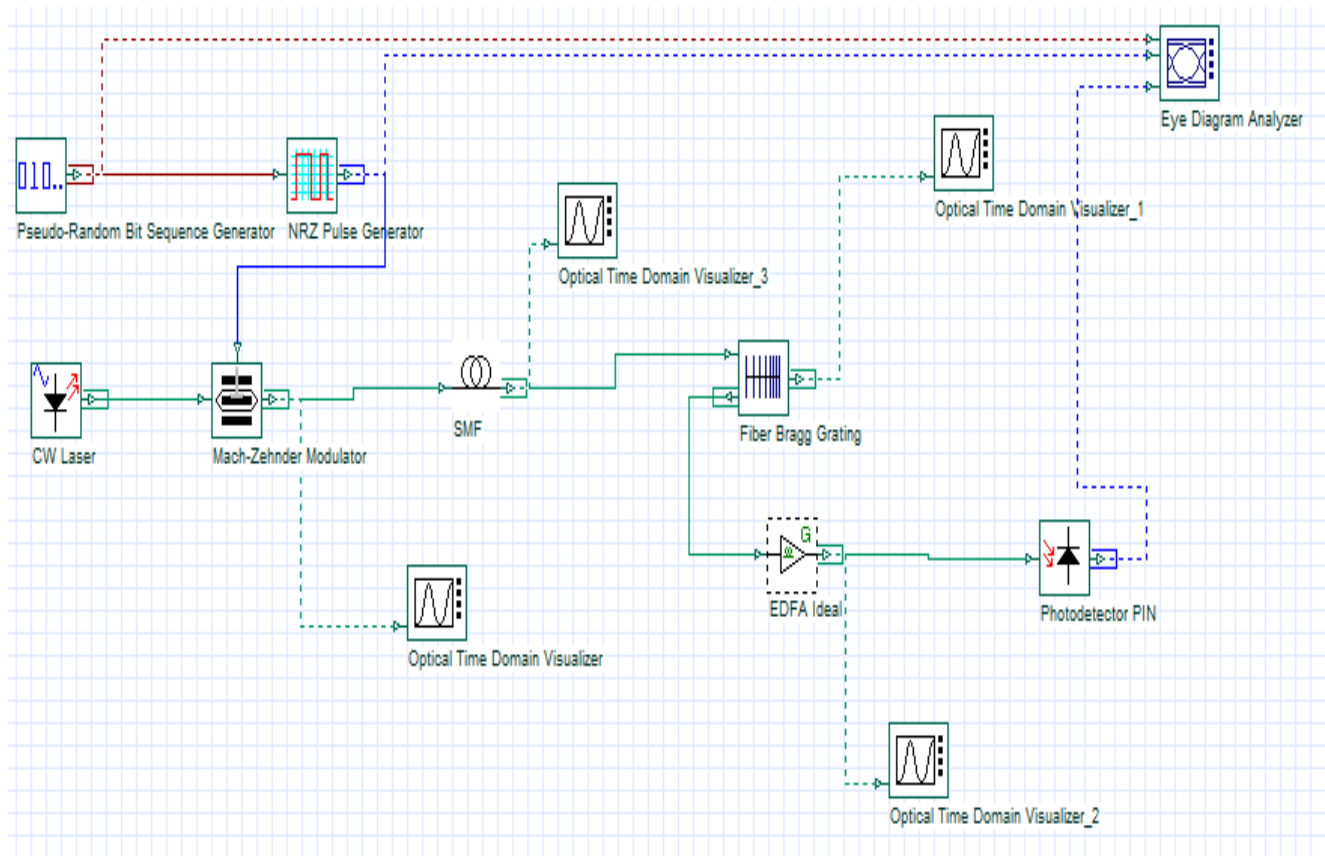 Eye Diagram Analyzer
010..
Pseudo-Random Bit Sequence Generator
NRZ Pulse Generator
Optical Time Domain Visualizer_1
Optical Time Domain Visualizer_3
CW Laser
Mach-Zehnder Modulator
SMF
Fiber Bragg Grating
G
EDFA Ideal
Photodetector PIN
Optical Time Domain Visualizer
Optical Time Domain Visualizer_2